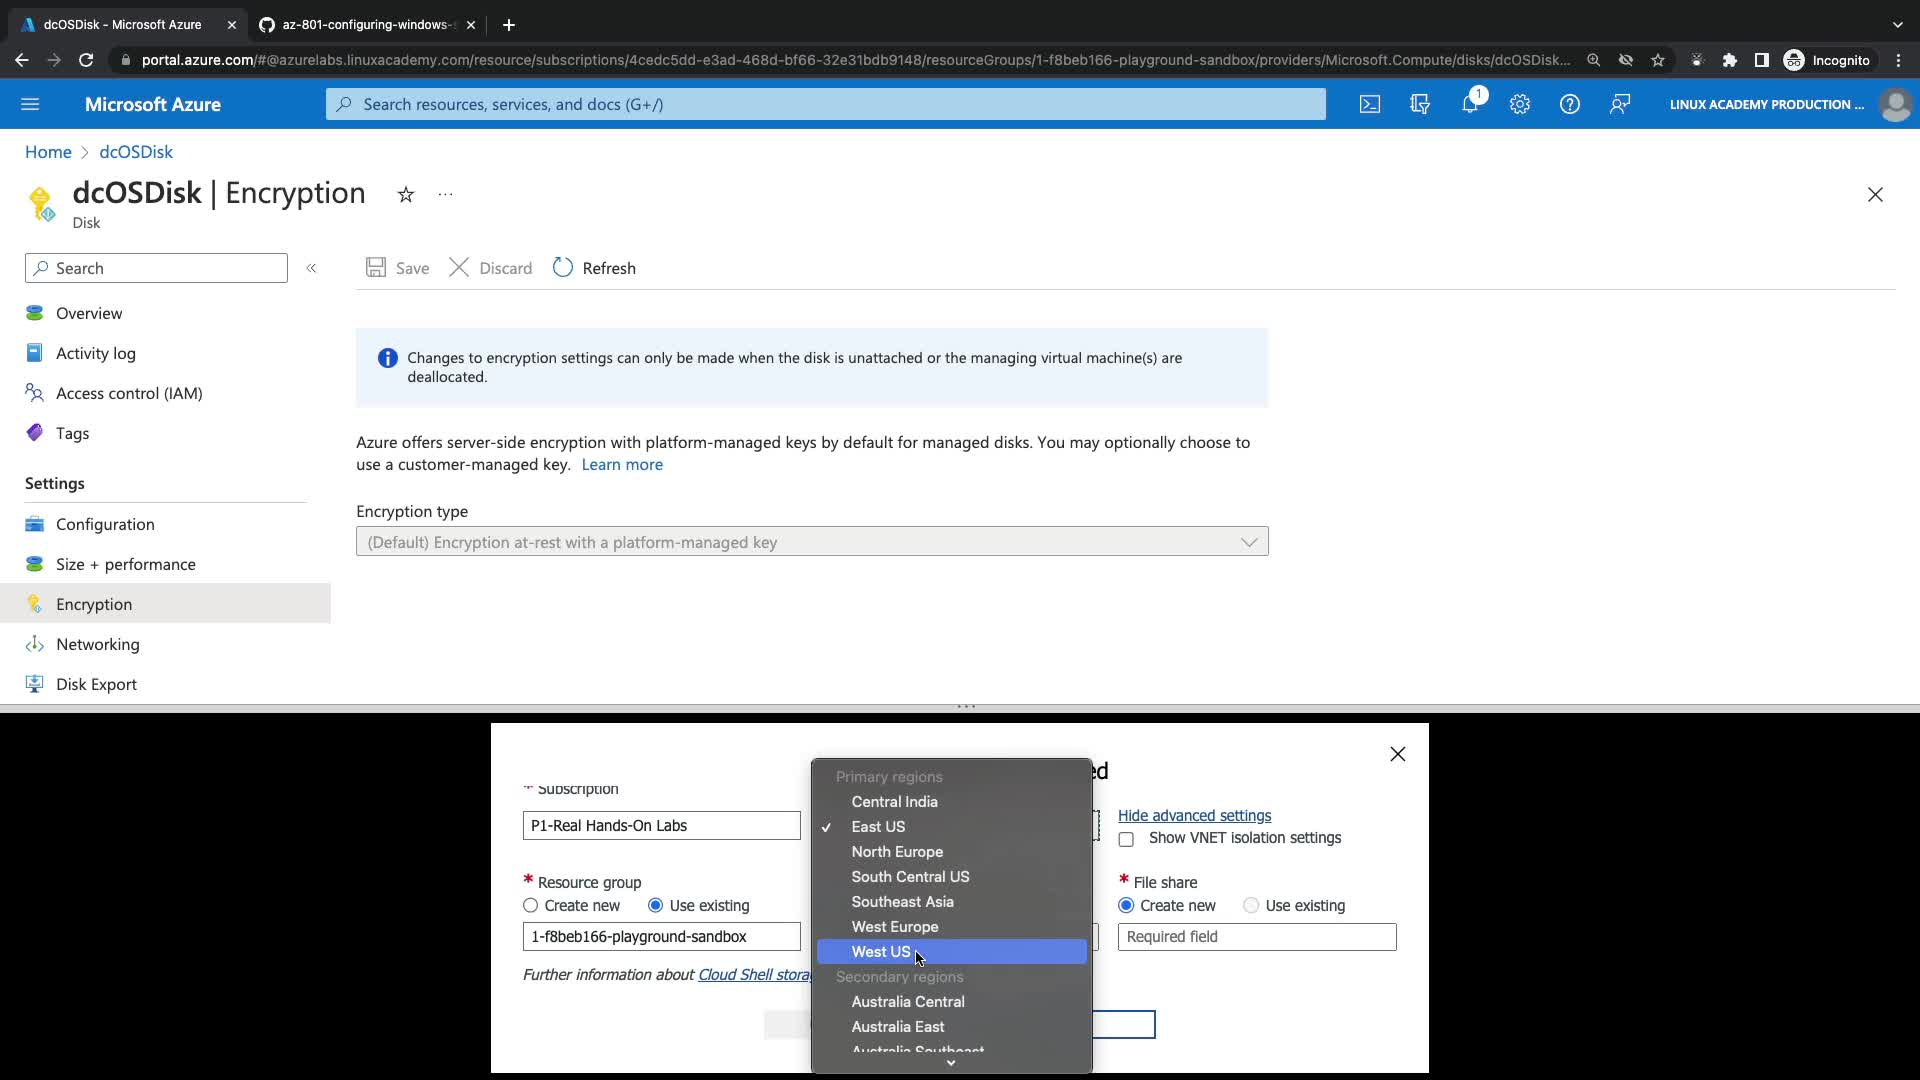 dcOSDisk - Microsoft Azure
az-801-configuring-windows-
portal.azure.com/#@azurelabs.linuxacademy.com/resource/subscriptions/4cedc5dd-e3ad-468d-bf66-32e31bdb9148/resourceGroups/1-f8beb166-playground-sandbox/providers/Microsoft.Compute/disks/dcOSDisk...
Incognito
Microsoft Azure
Search resources, services, and docs (G+/)
1
LINUX ACADEMY PRODUCTION ...
Home > dcOSDisk
dcOSDisk | Encryption
...
Disk
Search
Save
Discard
Refresh
Overview
Activity log
Access control (IAM)
Tags
Settings
Configuration
Size + performance
Encryption
Networking
Disk Export
Changes to encryption settings can only be made when the disk is unattached or the managing virtual machine(s) are
deallocated.
Azure offers server-side encryption with platform-managed keys by default for managed disks. You may optionally choose to
use a customer-managed key. Learn more
Encryption type
(Default) Encryption at-rest with a platform-managed key
ed
* Subscription
P1-Real Hands-On Labs
Hide advanced settings
Show VNET isolation settings
* Resource group
Create new
Use existing
1-f8beb166-playground-sandbox
* File share
Create new
Use existing
Required field
Further information about Cloud Shell storag
Primary regions
Central India
✓ East US
North Europe
South Central US
Southeast Asia
West Europe
West US
Secondary regions
Australia Central
Australia East
Australia Southeast